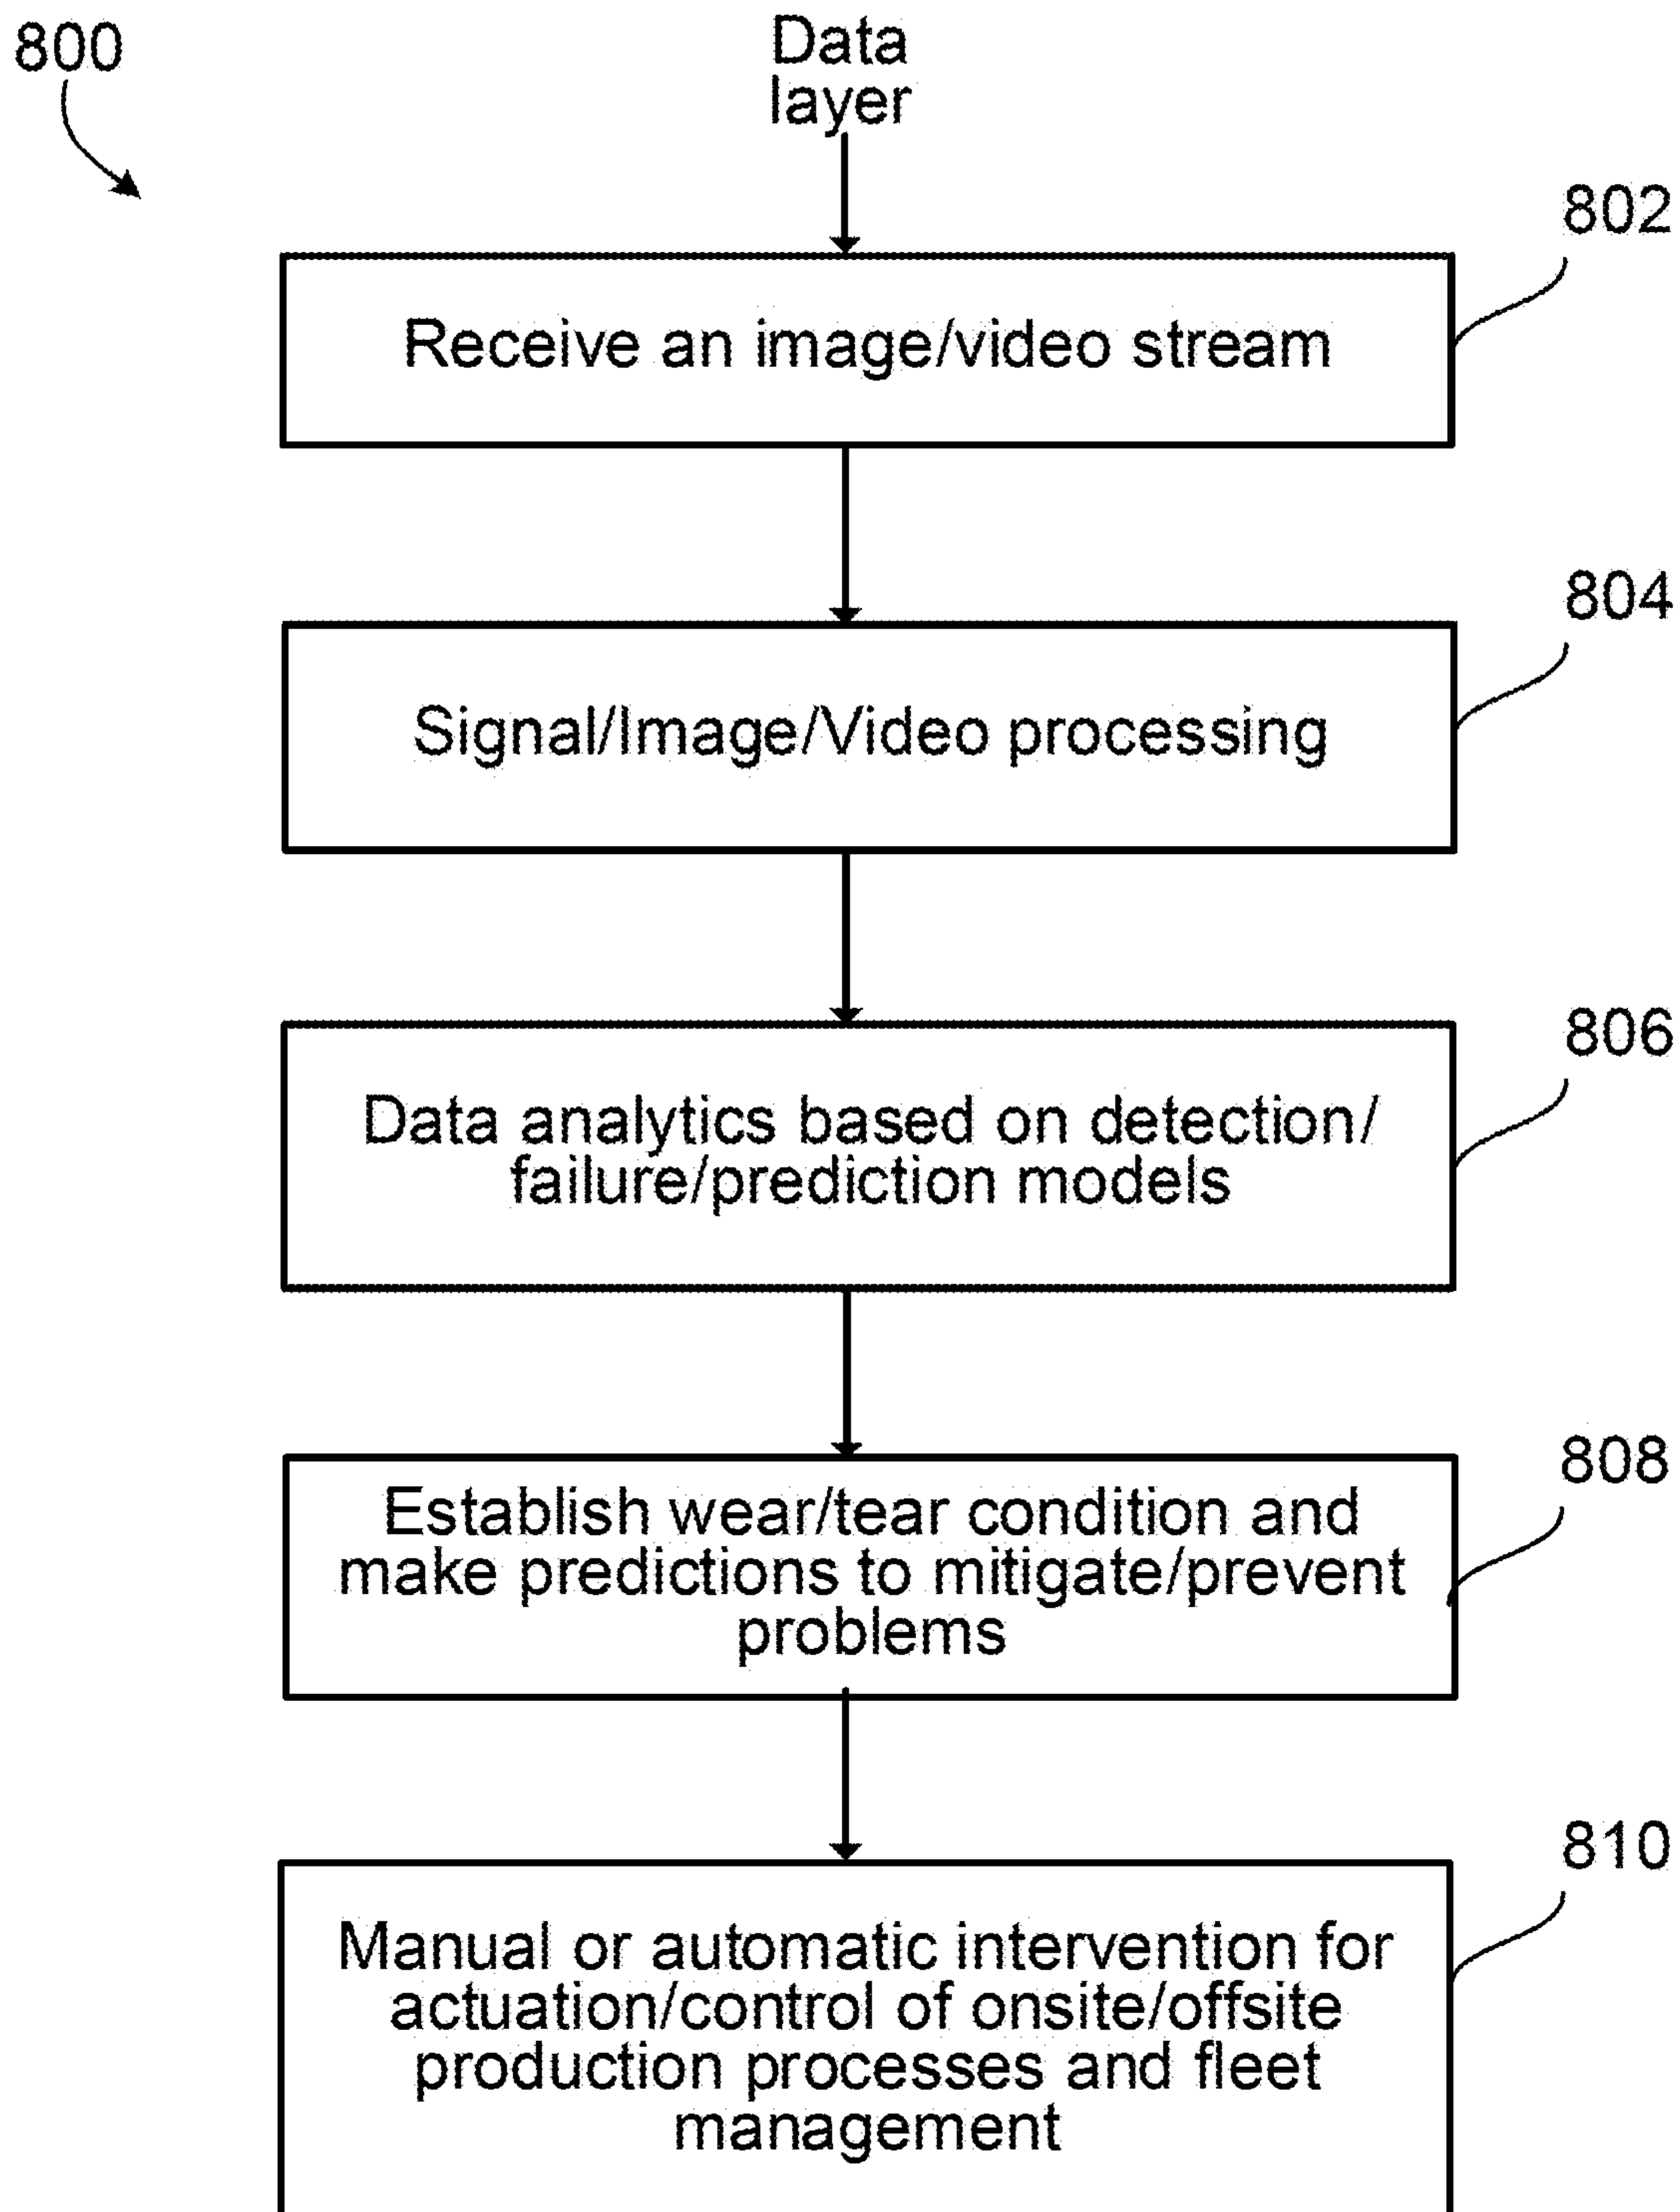 800
Data
layer
802
Receive an image/video stream
804
Signal/Image/Video processing
806
Data analytics based on detection/
failure/prediction models
808
Establish wear/tear condition and
make predictions to mitigate/prevent
problems
810
Manual or automatic intervention for
actuation/control of onsite/offsite
production processes and fleet
management